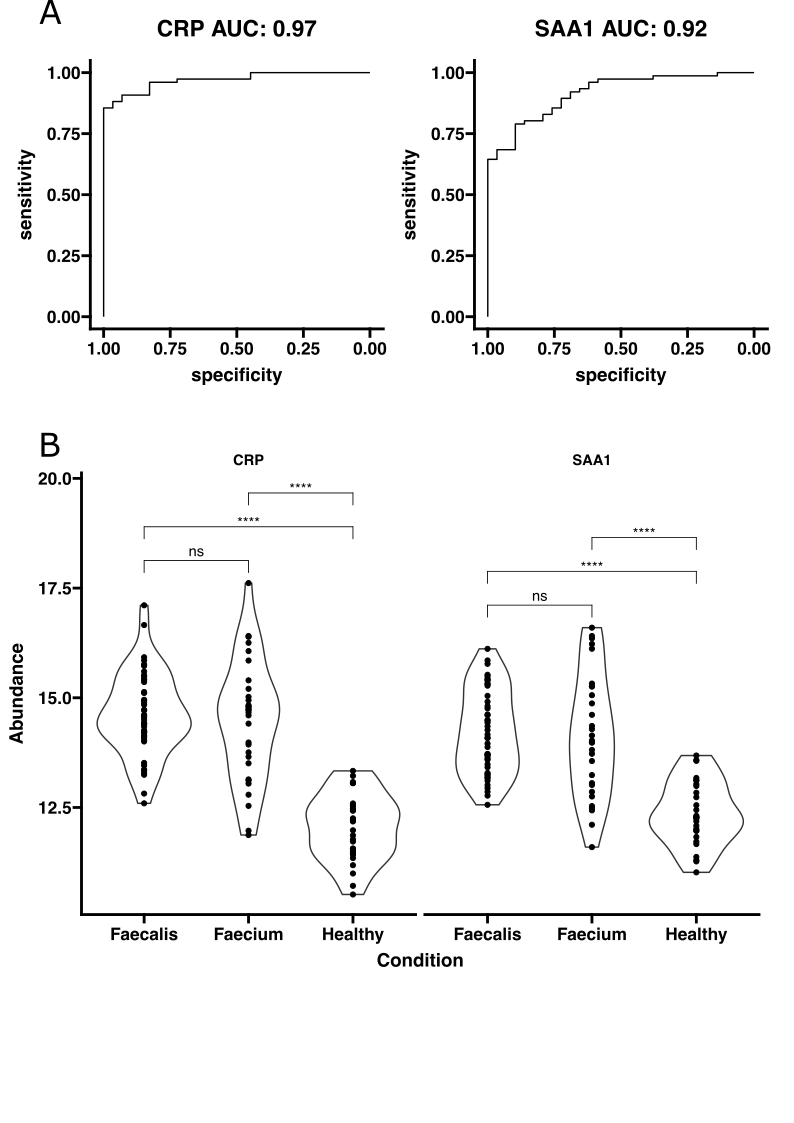 A
CRP AUC: 0.97
SAA1 AUC: 0.92
1.00
0.75
0.50
0.25
0.00
sensitivity
1.00 0.75 0.50 0.25 0.00
specificity
1.00
0.75
0.50
0.25
0.00
sensitivity
1.00 0.75 0.50 0.25 0.00
specificity
B
CRP
SAA1
20.0
17.5
15.0
12.5
Abundance
****
****
ns
****
****
ns
Faecalis Faecium Healthy
Faecalis Faecium Healthy
Condition